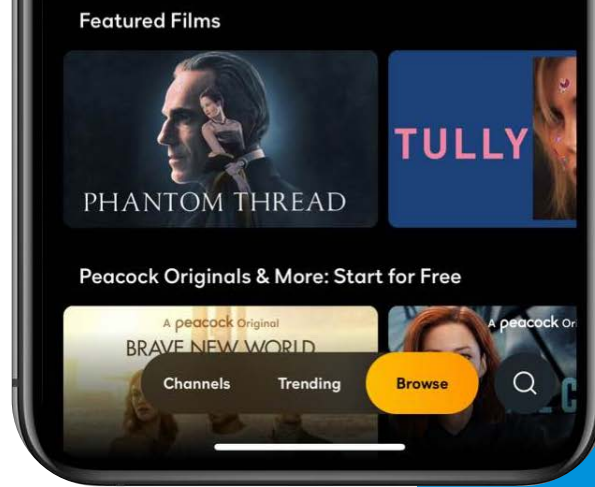 Featured Films
PHANTOM THREAD
TULLY
Peacock Originals & More: Start for Free
A peacock Original
BRAVE NEW WORLD
A peacock Ori
Channels
Trending
Browse